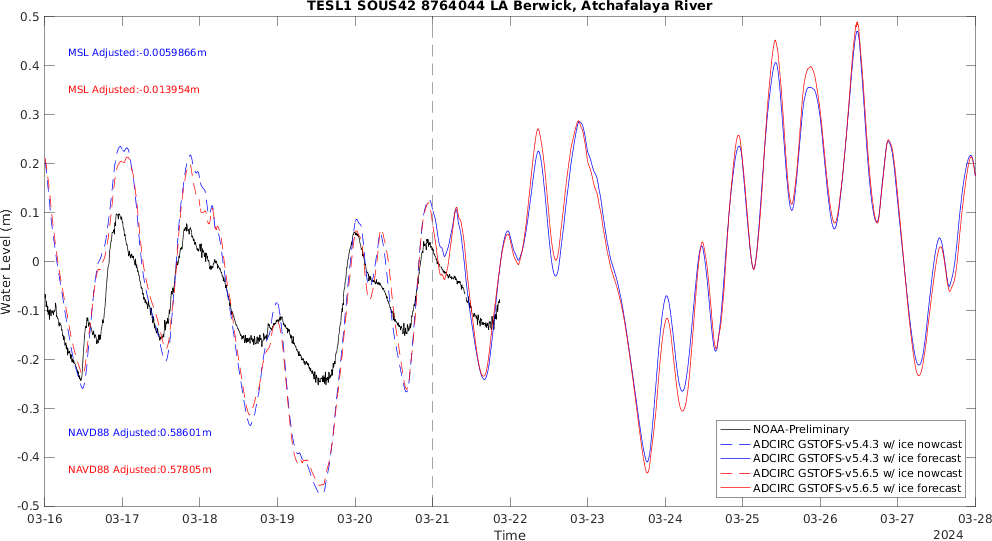 TESL1 SOUS42 8764044 LA Berwick, Atchafalaya River
0.5
0.4
0.3
0.2
0.1
0
-0.1
-0.2
-0.3
-0.4
-0.5
Water Level (m)
MSL Adjusted:-0.0059866m
MSL Adjusted:-0.013954m
NAVD88 Adjusted:0.58601m
NAVD88 Adjusted:0.57805m
NOAA-Preliminary
ADCIRC GSTOFS-v5.4.3 w/ ice nowcast
ADCIRC GSTOFS-v5.4.3 w/ ice forecast
ADCIRC GSTOFS-v5.6.5 w/ ice nowcast
ADCIRC GSTOFS-v5.6.5 w/ ice forecast
03-16 03-17 03-18 03-19 03-20 03-21 03-22 03-23 03-24 03-25 03-26 03-27 03-28
Time
2024